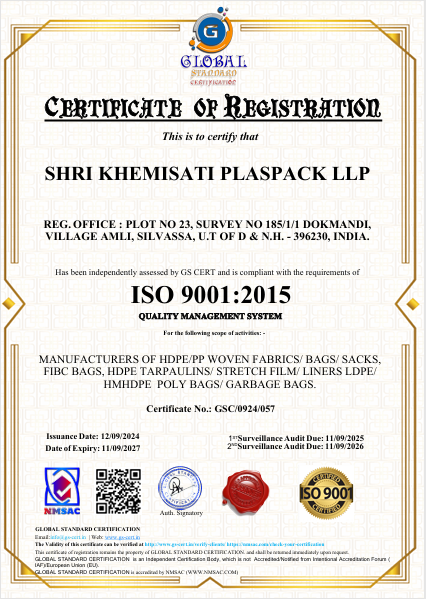 GLOBAL
STANDARD
CERTIFICATION
CERTIFICATE OF REGISTRATION
This is to certify that
SHRI KHEMISATI PLASPACK LLP
REG. OFFICE : PLOT NO 23, SURVEY NO 185/1/1 DOKMANDI,
VILLAGE AMLI, SILVASSA, U.T OF D & N.H. - 396230, INDIA.
Has been independently assessed by GS CERT and is compliant with the requirements of
ISO 9001:2015
QUALITY MANAGEMENT SYSTEM
For the following scope of activities: -
MANUFACTURERS OF HDPE/PP WOVEN FABRICS/ BAGS/ SACKS,
FIBC BAGS, HDPE TARPAULINS/ STRETCH FILM/ LINERS LDPE/
HMHDPE POLY BAGS/ GARBAGE BAGS.
Certificate No.: GSC/0924/057
Issuance Date: 12/09/2024
Date of Expiry: 11/09/2027
1ST Surveillance Audit Due: 11/09/2025
2ND Surveillance Audit Due: 11/09/2026
NMSAC
Auth. Signatory
CERTIFIED
ISO 9001
CERTIFIED
GLOBAL STANDARD CERTIFICATION
Email:info@gs-cert.in | Web: www.gs-cert.in
The Validity of this certificate can be verified at http://www.gs-cert.in/verify-clients/ https://nmsac.com/check-your-certification
This certificate of registration remains the property of GLOBAL STANDARD CERTIFICATION. and shall be returned immediately upon request.
GLOBAL STANDARD CERTIFICATION is an Independent Certification Body, which is not Accredited/Notified from Intentional Accreditation Forum (
IAF)/European Union (EU).
GLOBAL STANDARD CERTIFICATION is accredited by NMSAC (WWW.NMSAC.COM)